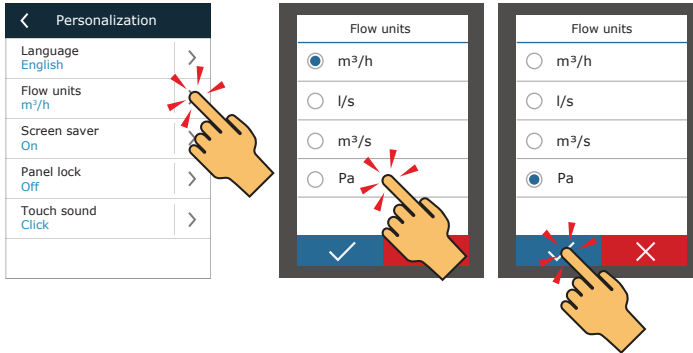 Personalization
Language
English
Flow units
m³/h
Screen saver
On
Panel lock
Off
Touch sound
Click
Flow units
m³/h
l/s
m³/s
Pa
Flow units
m³/h
l/s
m³/s
Pa